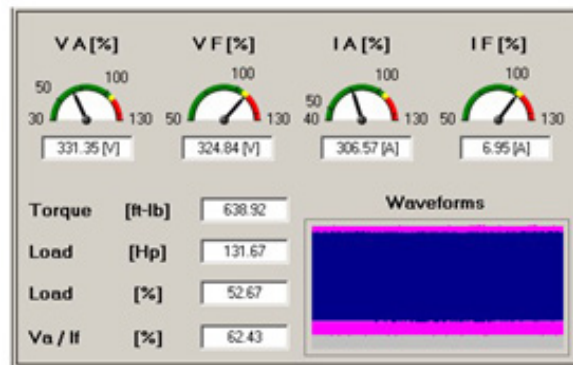 V A [%] V F [%] I A [%] I F [%]
50 100 100 50 100 100
30 130 50 130 40 130 50 130
331.35 [V] 324.84 [V] 306.57 [A] 6.95 [A]
Torque [ft-lb] 638.92 Waveforms
Load [Hp] 131.67
Load [%] 52.67
Va / If [%] 62.43